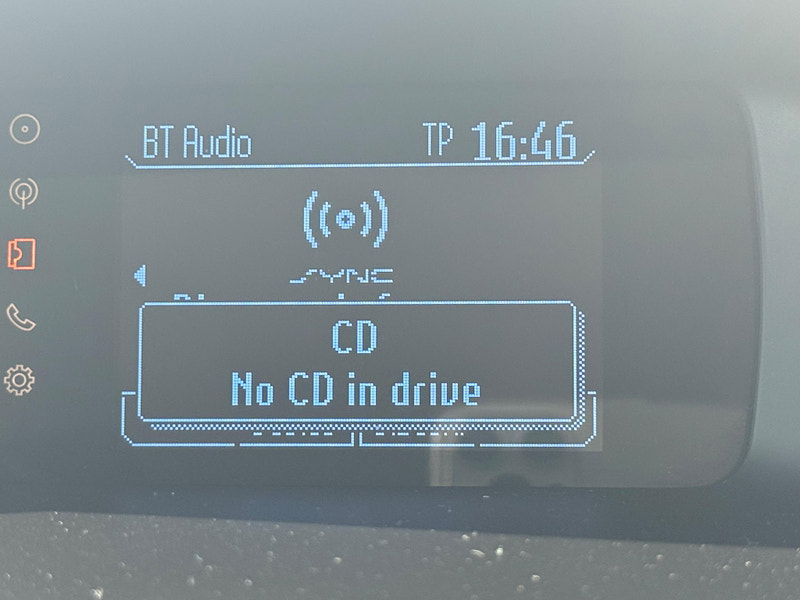 BT Audio
TP 16:46
SYNC
CD
No CD in drive